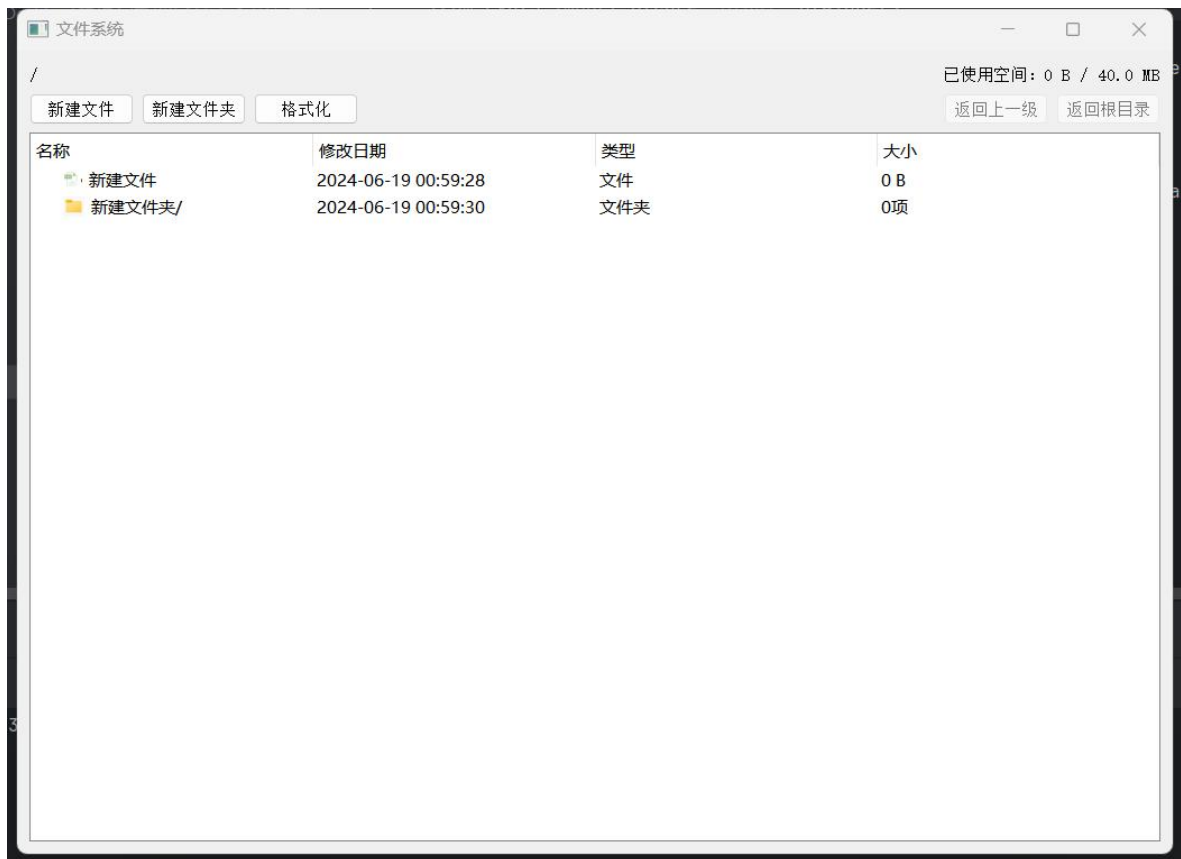 文件系统
/ 已使用空间: 0 B / 40.0 MB
新建文件 新建文件夹 格式化 返回上一级 返回根目录
名称 修改日期 类型 大小
新建文件 2024-06-19 00:59:28 文件 0 B
新建文件夹/ 2024-06-19 00:59:30 文件夹 0项